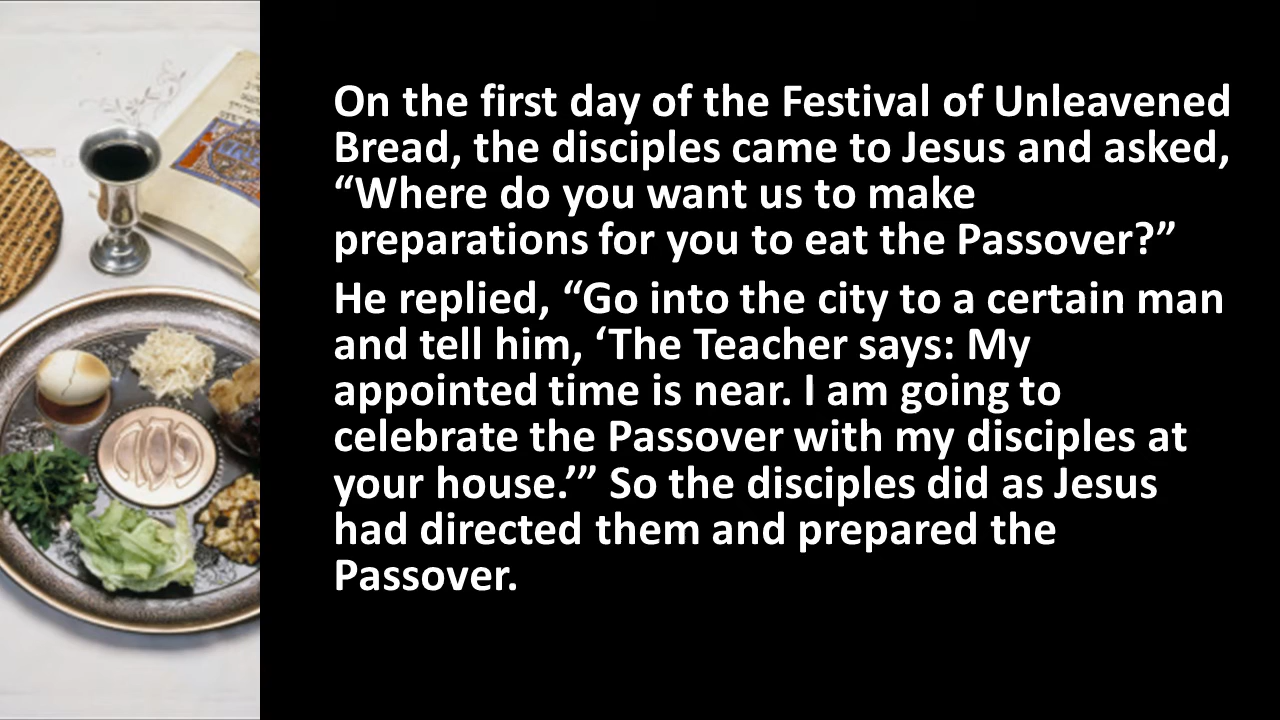 On the first day of the Festival of Unleavened
Bread, the disciples came to Jesus and asked,
“Where do you want us to make
preparations for you to eat the Passover?”
He replied, “Go into the city to a certain man
and tell him, ‘The Teacher says: My
appointed time is near. I am going to
celebrate the Passover with my disciples at
your house.’” So the disciples did as Jesus
had directed them and prepared the
Passover.